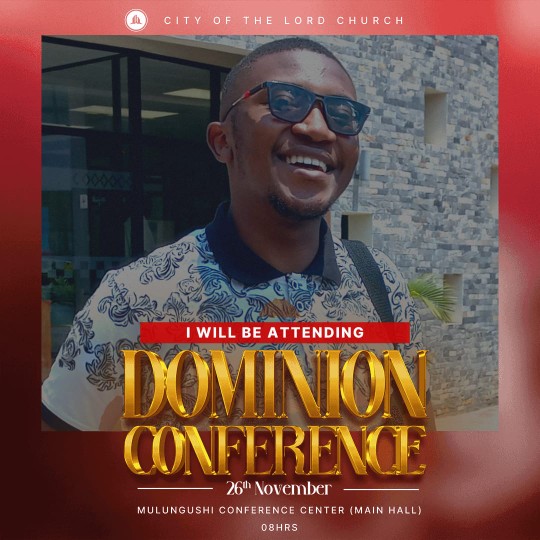 CITY OF THE LORD CHURCH
I WILL BE ATTENDING
DOMINION
CONFERENCE
26th November
MULUNGUSHI CONFERENCE CENTER (MAIN HALL)
08HRS